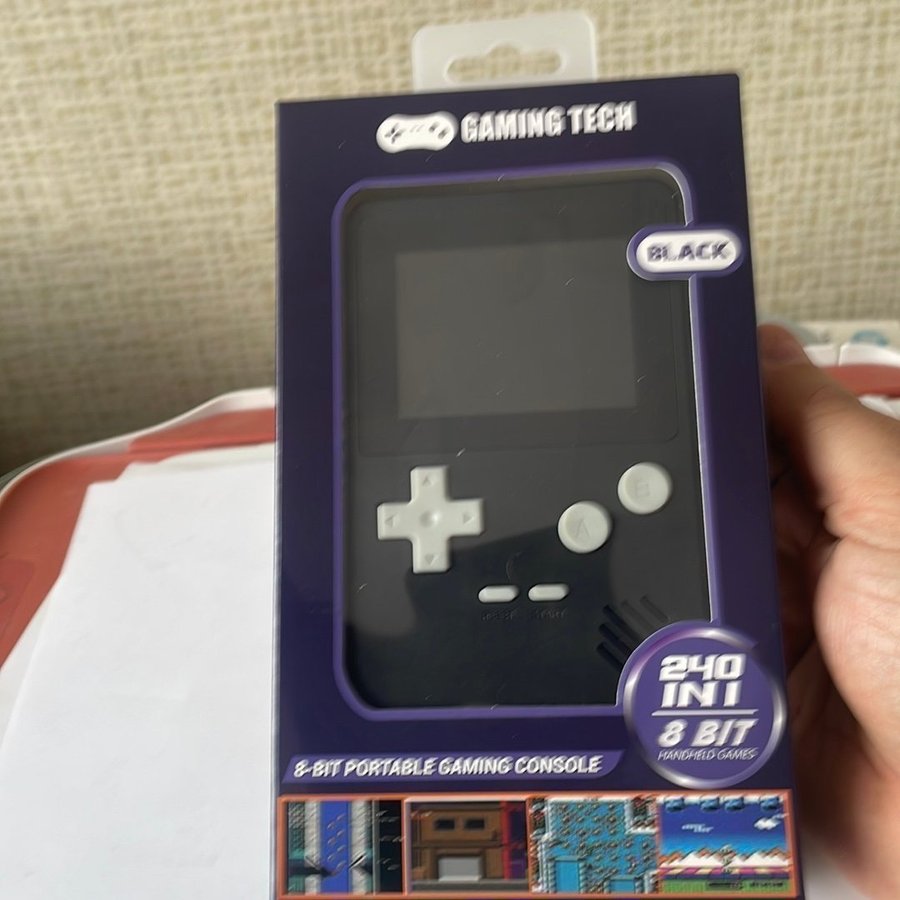 GAMING TECH
BLACK
A
B
240
IN 1
8 BIT
HANDHELD GAMES
8-BIT PORTABLE GAMING CONSOLE